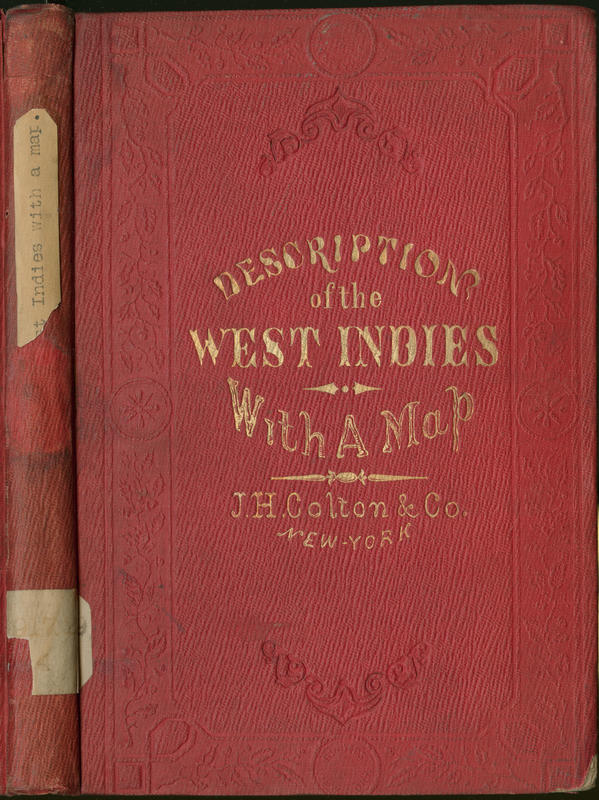 t Indies with a map.
DESCRIPTION
of the
WEST INDIES
With A Map
J.H. Colton & Co.
NEW-YORK